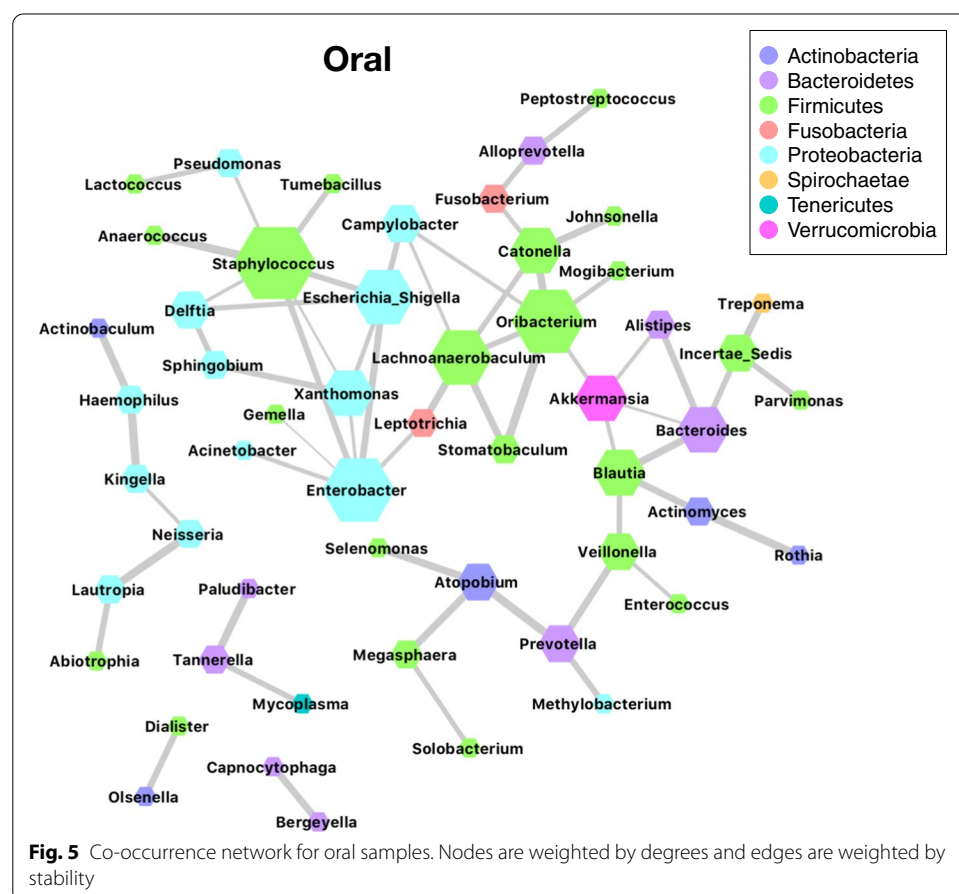 Oral
Actinobacteria
Bacteroidetes
Firmicutes
Fusobacteria
Proteobacteria
Spirochaetae
Tenericutes
Verrucomicrobia
Peptostreptococcus
Alloprevotella
Pseudomonas
Lactococcus
Tumebacillus
Fusobacterium
Campylobacter
Johnsonella
Anaerococcus
Catonella
Staphylococcus
Mogibacterium
Escherichia_Shigella
Treponema
Delftia
Oribacterium
Alistipes
Actinobaculum
Incertae_Sedis
Lachnoanaerobaculum
Sphingobium
Xanthomonas
Akkermansia
Haemophilus
Parvimonas
Gemella
Leptotrichia
Bacteroides
Acinetobacter
Stomatobaculum
Blautia
Kingella
Enterobacter
Actinomyces
Neisseria
Selenomonas
Veillonella
Rothia
Atopobium
Lautropia
Paludibacter
Enterococcus
Prevotella
Abiotrophia
Tannerella
Megasphaera
Mycoplasma
Methylobacterium
Dialister
Solobacterium
Capnocytophaga
Olsenella
Bergeyella
Fig. 5 Co-occurrence network for oral samples. Nodes are weighted by degrees and edges are weighted by
stability